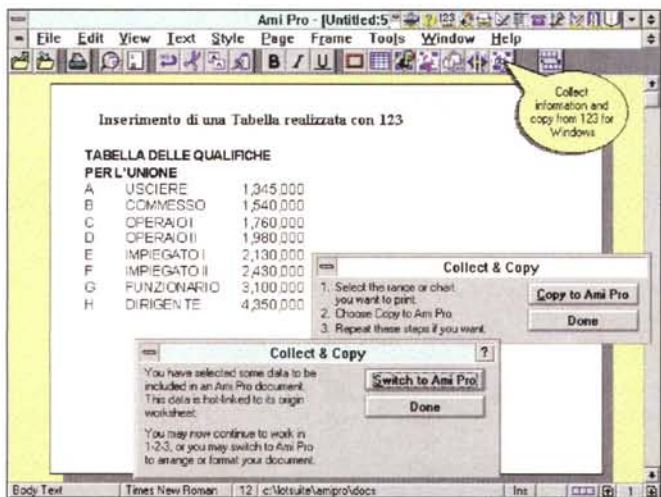 Ami Pro - [Untitled:5
File Edit View Text Style Page Frame Tools Window Help
B I U
Collect
information and
copy from 123 for
Windows
Inserimento di una Tabella realizzata con 123
TABELLA DELLE QUALIFICHE
PER L'UNIONE
A USCIERE 1,345,000
B COMMESSO 1,540,000
C OPERAIO I 1,760,000
D OPERAIO II 1,980,000
E IMPIEGATO I 2,130,000
F IMPIEGATO II 2,430,000
G FUNZIONARIO 3,100,000
H DIRIGENTE 4,350,000
Collect & Copy
1. Select the range or chart
you want to print.
2. Choose Copy to Ami Pro
3. Repeat these steps if you want.
Copy to Ami Pro
Done
Collect & Copy ?
You have selected some data to be
included in an Ami Pro document.
This data is hot-linked to its origin
worksheet.
You may now continue to work in
1-2-3, or you may switch to Ami Pro
to arrange or format your document.
Switch to Ami Pro
Done
Body Text Times New Roman 12 c:\lotsuite\amipro\docs Ins 1